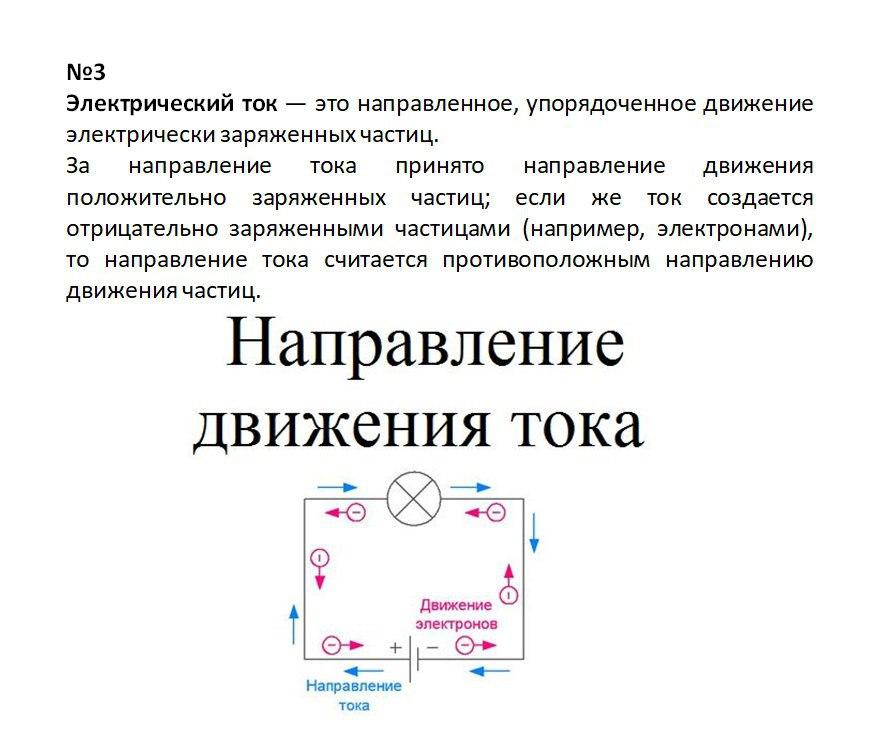 №3
Электрический ток — это направленное, упорядоченное движение
электрически заряженных частиц.
За направление тока принято направление движения
положительно заряженных частиц; если же ток создается
отрицательно заряженными частицами (например, электронами),
то направление тока считается противоположным направлению
движения частиц.
Направление
движения тока
Движение
электронов
+ −
Направление
тока